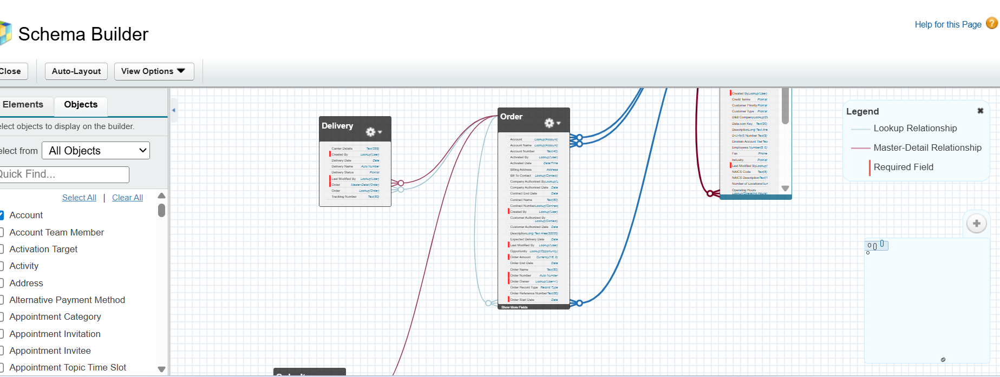 Schema Builder
Help for this Page
Close
Auto-Layout
View Options
Elements
Objects
elect objects to display on the builder.
elect from
All Objects
Quick Find...
Select All | Clear All
Account
Account Team Member
Activation Target
Activity
Address
Alternative Payment Method
Appointment Category
Appointment Invitation
Appointment Invitee
Appointment Topic Time Slot
Delivery
Carrier Details Text(255)
Created By Lookup(User)
Delivery Date Date
Delivery Name Auto Number
Delivery Status Picklist
Last Modified By Lookup(User)
Order Master-Detail(Order)
Order Lookup(Order)
Tracking Number Text(50)
Order
Account Lookup(Account)
Account Name Lookup(Account)
Account Number Text(40)
Activated By Lookup(User)
Activated Date Date/Time
Billing Address Address
Bill To Contact Lookup(Contact)
Company Authorized By Lookup(U
Company Authorized Date Date
Contract End Date Date
Contract Name Text(80)
Contract Number Lookup(Contract)
Created By Lookup(User)
Customer Authorized By
Lookup(Contact)
Customer Authorized Date Date
Description Long Text Area(32000)
Expected Delivery Date Date
Last Modified By Lookup(User)
Opportunity Lookup(Opportunity)
Order Amount Currency(16, 2)
Order End Date Date
Order Name Text(80)
Order Number Auto Number
Order Owner Lookup(User+1)
Order Record Type Record Type
Order Reference Number Text(80)
Order Start Date Date
Show More Fields
Created By Lookup(User)
Credit Terms Picklist
Customer Priority Picklist
Customer Type Picklist
D&B Company Lookup(D
Data.com Key Text(20)
Description Long Text Are
D-U-N-S Number Text(9)
Einstein Account Tier Tex
Employees Number(8, 0)
Fax Phone
Industry Picklist
Last Modified By Lookup(
NAICS Code Text(8)
NAICS Description Text(1
Number of Locations Num
Operating Hours
Lookup(Operating Hours)
Legend
Lookup Relationship
Master-Detail Relationship
Required Field